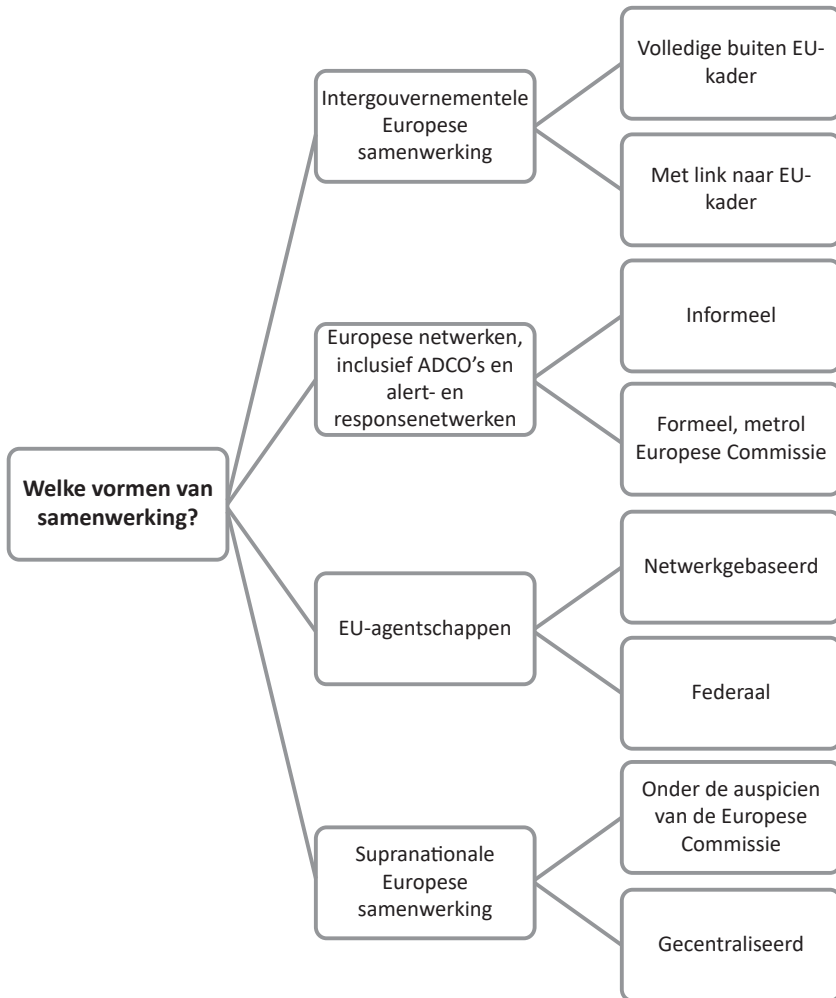 Welke vormen van
samenwerking?
Intergouvernementele
Europese
samenwerking
Volledige buiten EU-
kader
Met link naar EU-
kader
Europese netwerken,
inclusief ADCO's en
alert- en
responsenetwerken
Informeel
Formeel, metrol
Europese Commissie
EU-agentschappen
Netwerkgebaseerd
Federaal
Supranationale
Europese
samenwerking
Onder de auspicien
van de Europese
Commissie
Gecentraliseerd